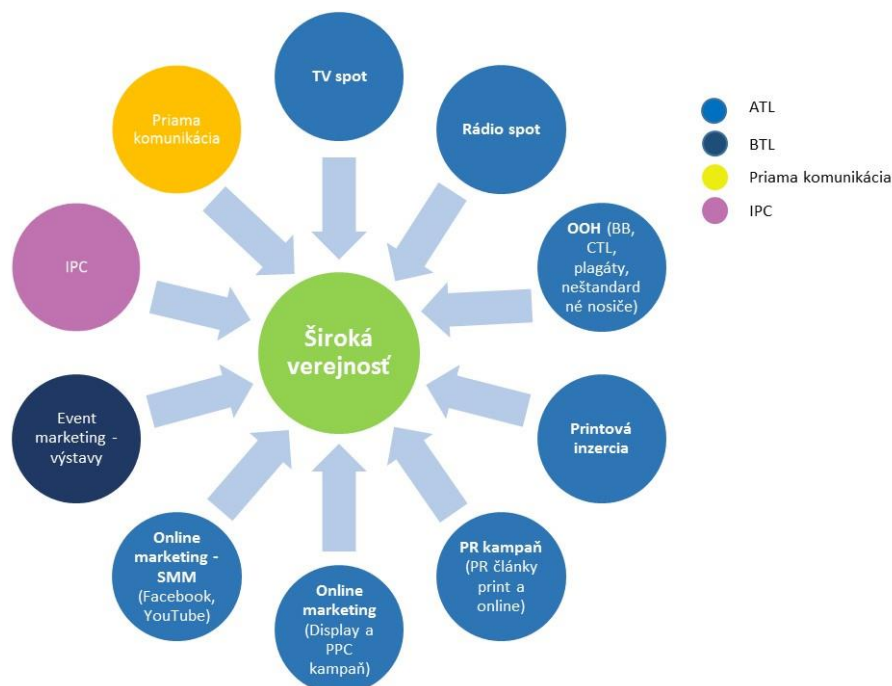 TV spot
Rádio spot
OOH (BB,
CTL,
plagáty,
neštandard
né nosiče)
Printová
inzercia
PR kampaň
(PR články
print a
online)
Online
marketing
(Display a
PPC
kampaň)
Online
marketing -
SMM
(Facebook,
YouTube)
Event
marketing -
výstavy
IPC
Priama
komunikácia
Široká
verejnosť
ATL
BTL
Priama komunikácia
IPC